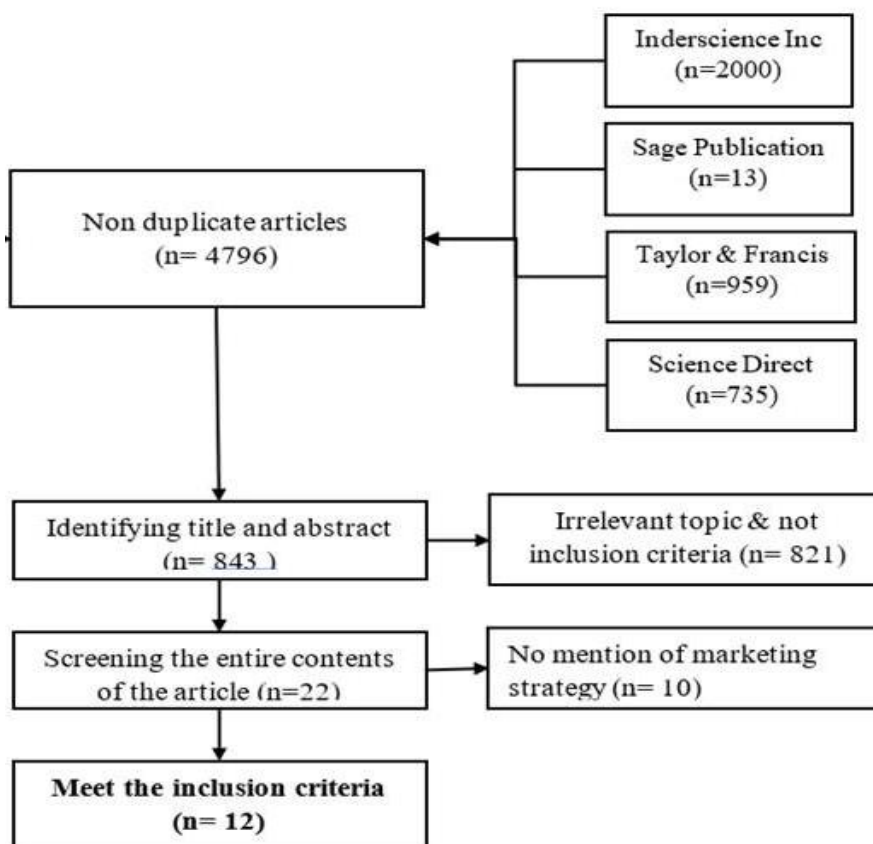 Inderscience Inc
(n=2000)
Sage Publication
(n=13)
Non duplicate articles
(n= 4796)
Taylor & Francis
(n=959)
Science Direct
(n=735)
Identifying title and abstract
(n= 843 )
Irrelevant topic & not
inclusion criteria (n= 821)
Screening the entire contents
of the article (n=22)
No mention of marketing
strategy (n= 10)
Meet the inclusion criteria
(n= 12)